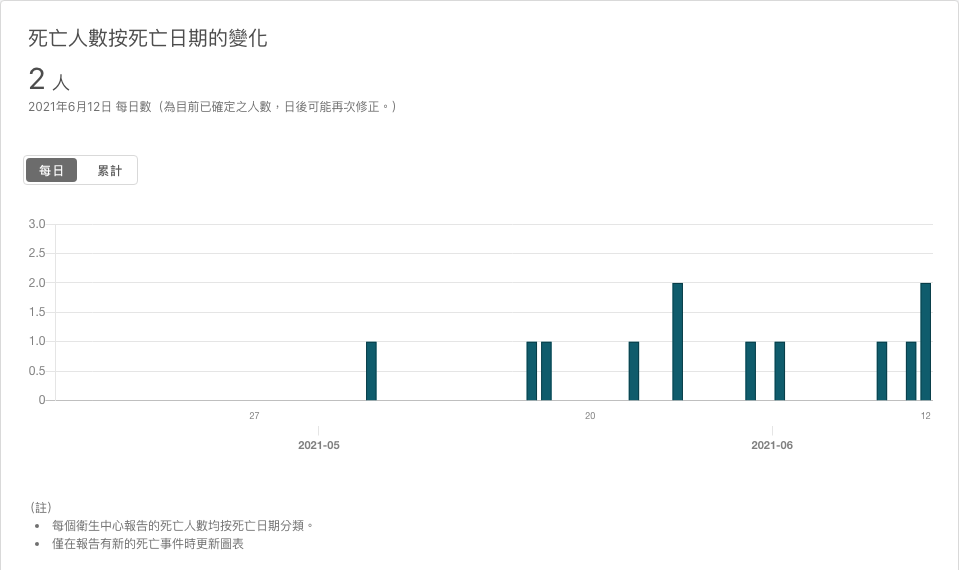 死亡人數按死亡日期的變化
2 人
2021年6月12日 每日數（為目前已確定之人數，日後可能再次修正。）
每日 累計
3.0
2.5
2.0
1.5
1.0
0.5
0
27 20 12
2021-05 2021-06
（註）
• 每個衛生中心報告的死亡人數均按死亡日期分類。
• 僅在報告有新的死亡事件時更新圖表